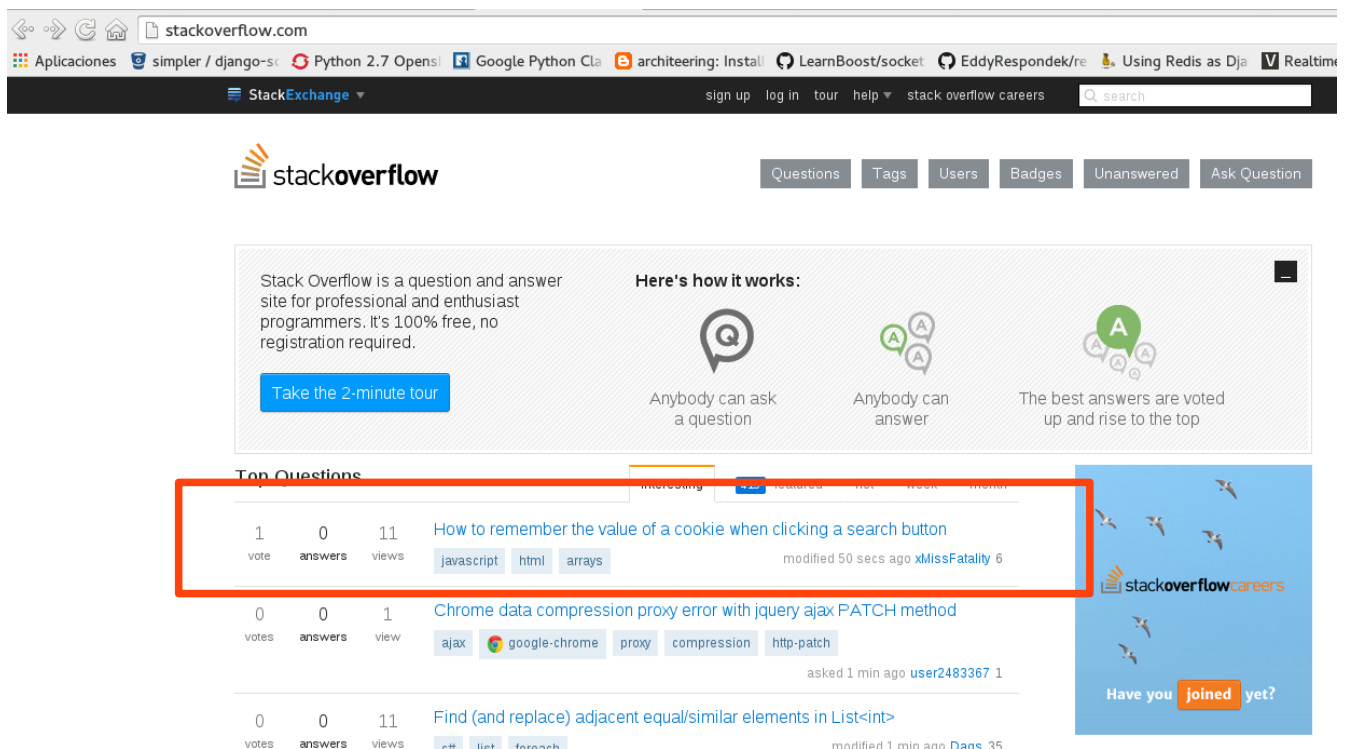 stackoverflow.com
Aplicaciones simpler / django-sc Python 2.7 Opensl Google Python Cla architeering: Install LearnBoost/socket EddyRespondek/re Using Redis as Dja Realtime
StackExchange sign up log in tour help stack overflow careers search
stackoverflow Questions Tags Users Badges Unanswered Ask Question
Stack Overflow is a question and answer
site for professional and enthusiast
programmers. It's 100% free, no
registration required.
Take the 2-minute tour
Here's how it works:
Q A A A A A A A A
Anybody can ask
a question
Anybody can
answer
The best answers are voted
up and rise to the top
Top Questions interesting featured hot week month
1 0 11 How to remember the value of a cookie when clicking a search button
vote answers views javascript html arrays modified 50 secs ago xMissFatality 6
0 0 1 Chrome data compression proxy error with jquery ajax PATCH method
votes answers view ajax google-chrome proxy compression http-patch
asked 1 min ago user2483367 1
0 0 11 Find (and replace) adjacent equal/similar elements in List<int>
votes answers views c# list foreach modified 1 min ago Dags 35
stackoverflowcareers
Have you joined yet?